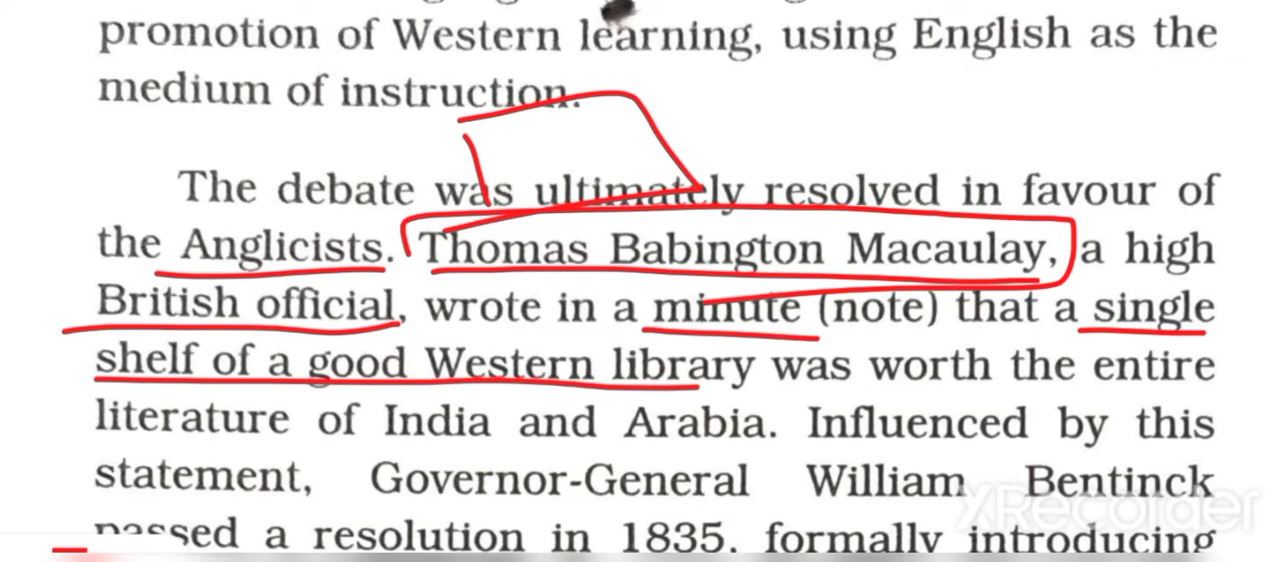 promotion of Western learning, using English as the
medium of instruction.
The debate was ultimately resolved in favour of
the Anglicists. Thomas Babington Macaulay, a high
British official, wrote in a minute (note) that a single
shelf of a good Western library was worth the entire
literature of India and Arabia. Influenced by this
statement, Governor-General William Bentinck
passed a resolution in 1835, formally introducing
XRecorder